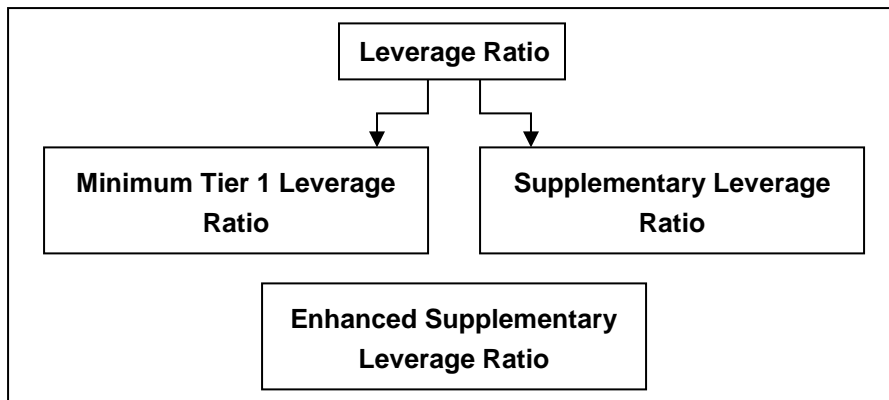 Leverage Ratio
Minimum Tier 1 Leverage
Ratio
Supplementary Leverage
Ratio
Enhanced Supplementary
Leverage Ratio